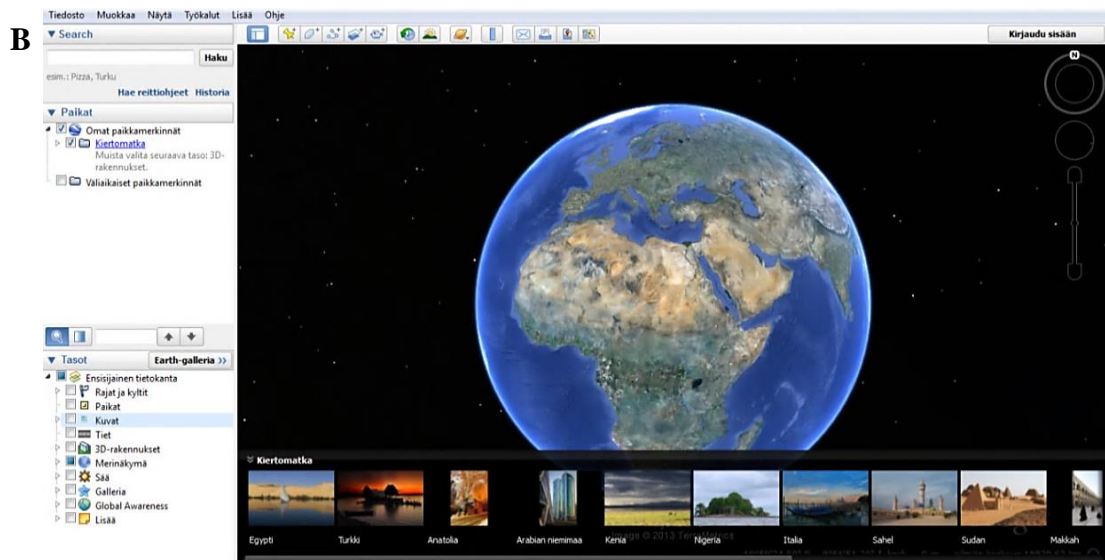 B
Tiedosto Muokkaa Näytä Työkalut Lisää Ohje
Search
Haku
esim.: Pizza, Turku
Hae reittiohjeet Historia
Paikat
Omat paikkamerkinnät
Kiertomatka
Muista valita seuraava taso: 3D-
rakennukset.
Väliaikaiset paikkamerkinnät
Tasot
Earth-galleria >>
Ensisijainen tietokanta
Rajat ja kyltit
Paikat
Kuvat
Tiet
3D-rakennukset
Merinäkymä
Sää
Galleria
Global Awareness
Lisää
Kirjaudu sisään
N
Kiertomatka
Egypti Turkki Anatolia Arabian niemimaa Kenia Nigeria Italia Sahel Sudan Makkah
Image © 2013 TerraMetrics